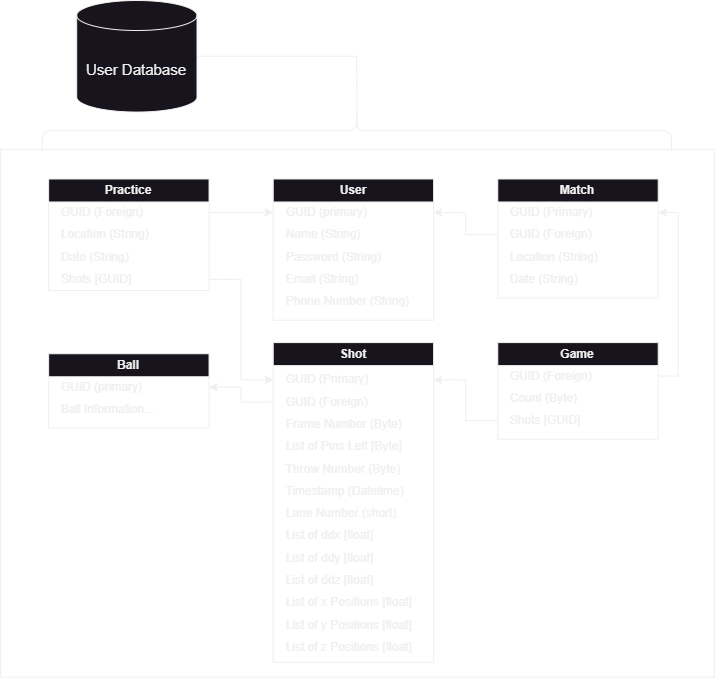 User Database
Practice
GUID (Foreign)
Location (String)
Date (String)
Shots [GUID]
User
GUID (primary)
Name (String)
Password (String)
Email (String)
Phone Number (String)
Match
GUID (Primary)
GUID (Foreign)
Location (String)
Date (String)
Ball
GUID (primary)
Ball Information...
Shot
GUID (Primary)
GUID (Foreign)
Frame Number (Byte)
List of Pins Left [Byte]
Throw Number (Byte)
Timestamp (Datetime)
Lane Number (short)
List of ddx [float]
List of ddy [float]
List of ddz [float]
List of x Positions [float]
List of y Positions [float]
List of z Positions [float]
Game
GUID (Foreign)
Count (Byte)
Shots [GUID]